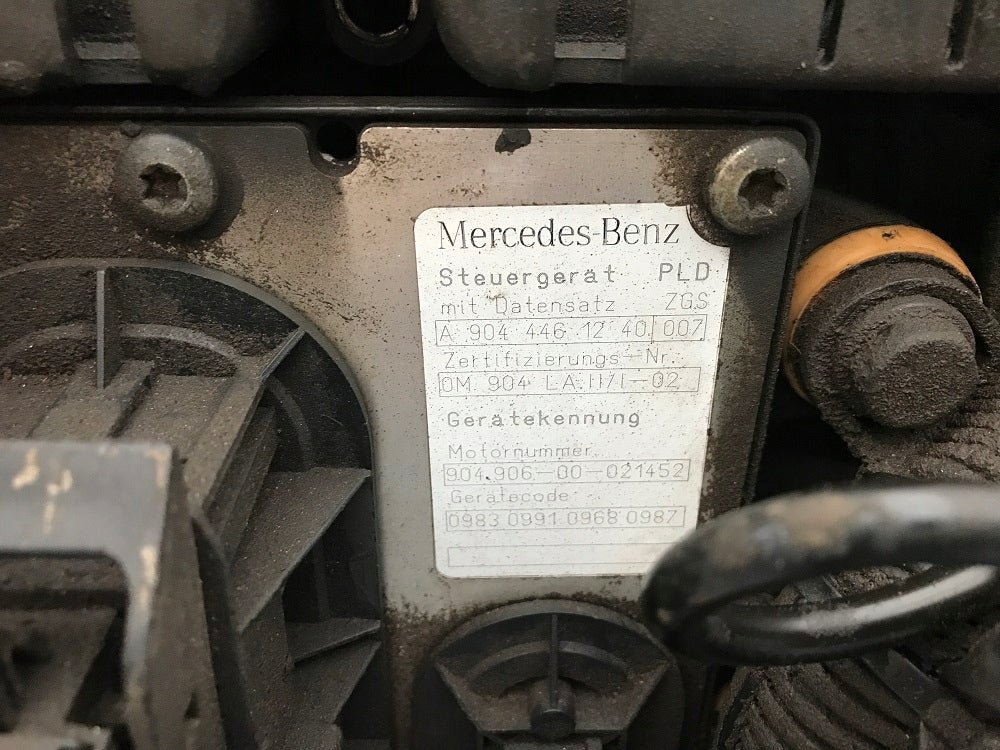 Mercedes-Benz
Steuergerät PLD
mit Datensatz ZGS
A 904 446 12 40 007
Zertifizierungs-Nr.:
OM 904 LA.II/1-02
Gerätekennung
Motornummer:
904.906-00-021452
Gerätecode:
0983 0991 0968 0987